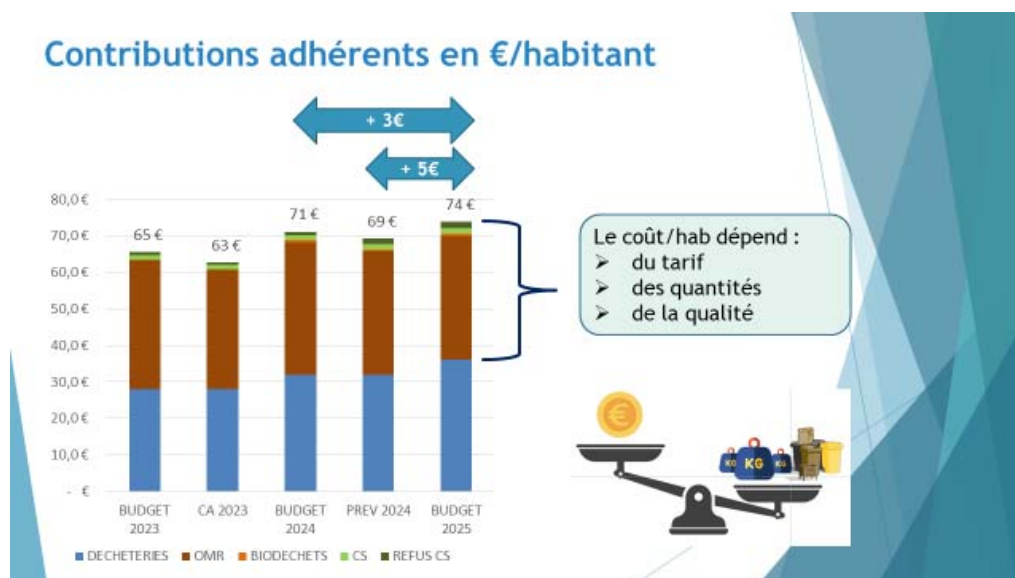 Contributions adhérents en €/habitant
+ 3€
+ 5€
80,0 €
70,0 €
60,0 €
50,0 €
40,0 €
30,0 €
20,0 €
10,0 €
- €
65 €
63 €
71 €
69 €
74 €
BUDGET 2023
CA 2023
BUDGET 2024
PREV 2024
BUDGET 2025
DECHETERIES
OMR
BIODECHETS
CS
REFUS CS
Le coût/hab dépend :
➤ du tarif
➤ des quantités
➤ de la qualité
€
KG
KG
KG